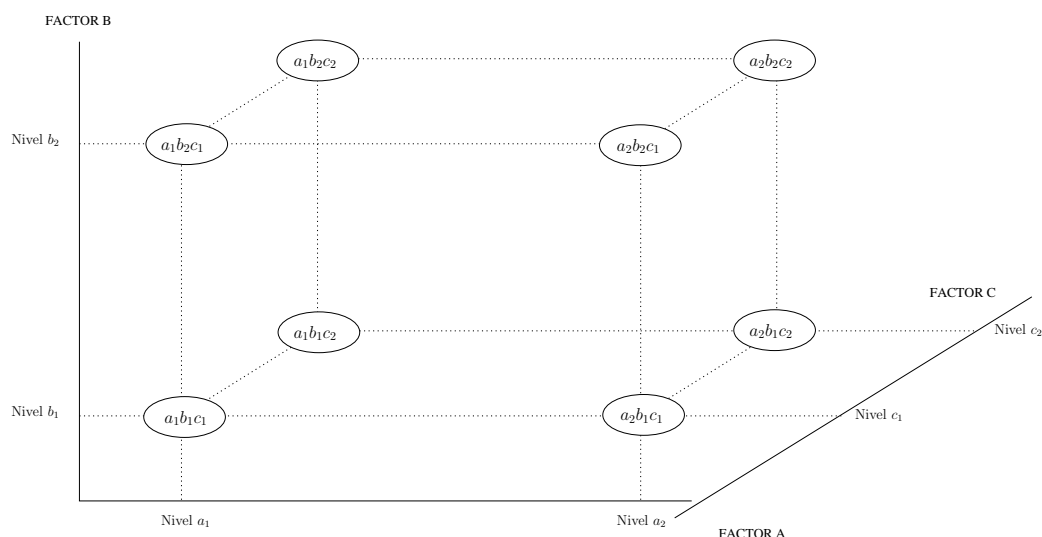 FACTOR B
a₁b₂c₂
a₂b₂c₂
Nivel b₂
a₁b₂c₁
a₂b₂c₁
FACTOR C
a₁b₁c₂
a₂b₁c₂
Nivel c₂
Nivel b₁
a₁b₁c₁
a₂b₁c₁
Nivel c₁
Nivel a₁
Nivel a₂
FACTOR A